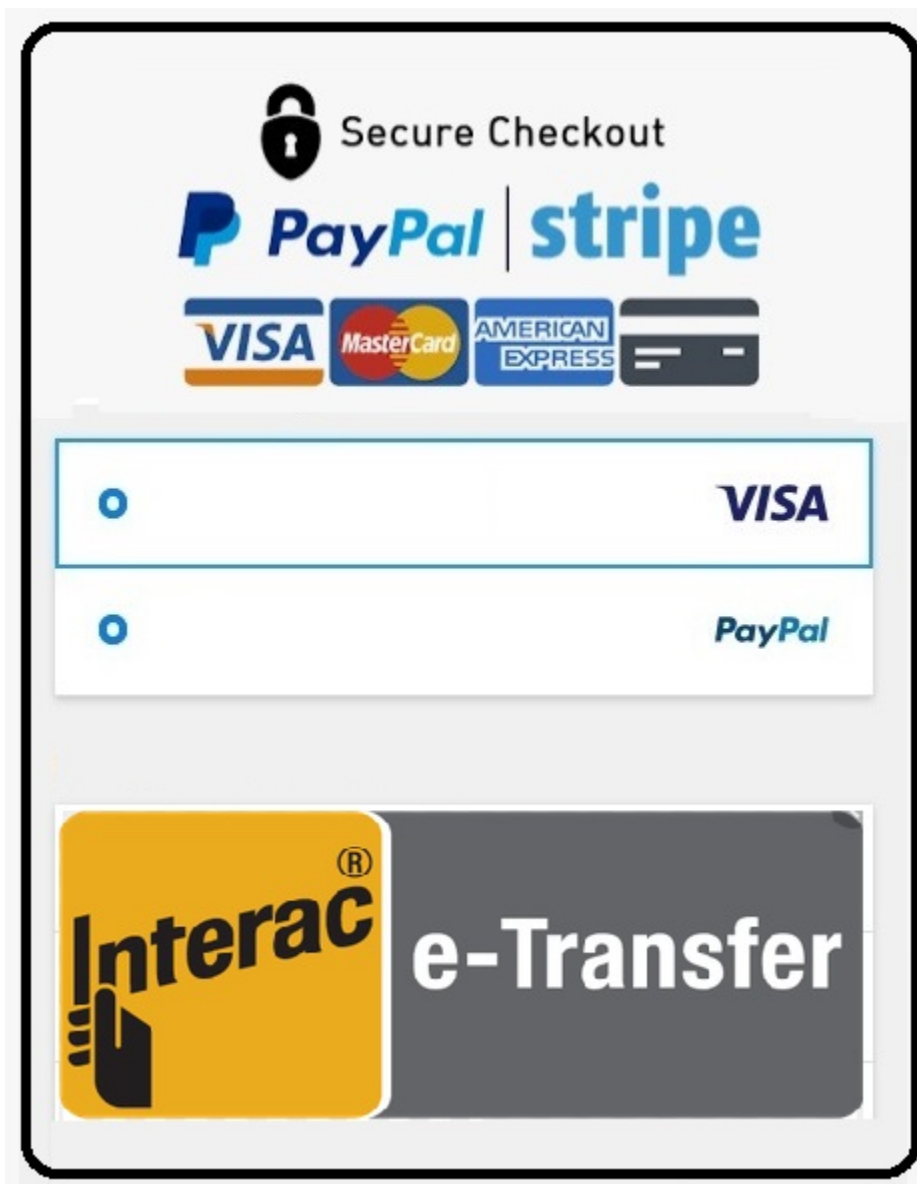 Secure Checkout
PayPal | stripe
VISA MasterCard AMERICAN EXPRESS
VISA
PayPal
Interac® e-Transfer